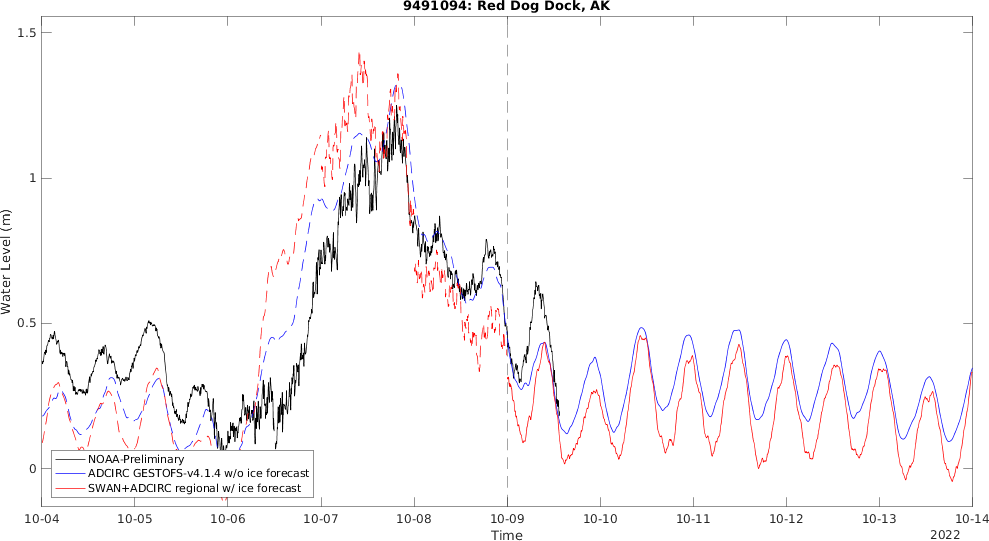 9491094: Red Dog Dock, AK
1.5
1
0.5
0
Water Level (m)
NOAA-Preliminary
ADCIRC GESTOFS-v4.1.4 w/o ice forecast
SWAN+ADCIRC regional w/ ice forecast
10-04 10-05 10-06 10-07 10-08 10-09 10-10 10-11 10-12 10-13 10-14
Time
2022